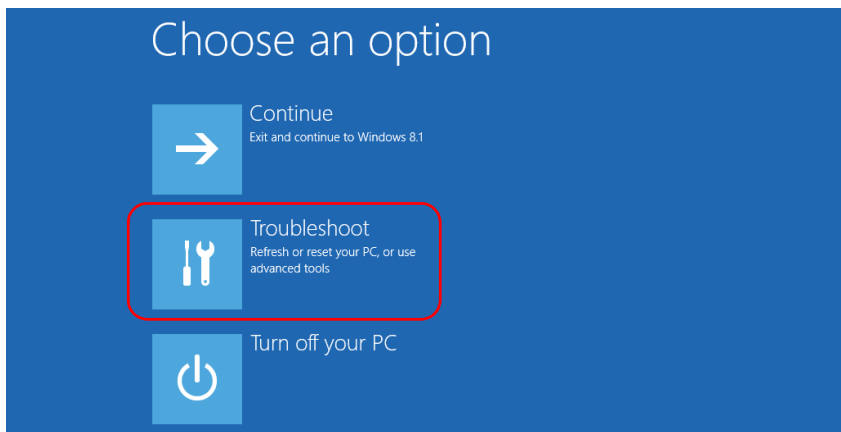 Choose an option
Continue
Exit and continue to Windows 8.1
Troubleshoot
Refresh or reset your PC, or use
advanced tools
Turn off your PC